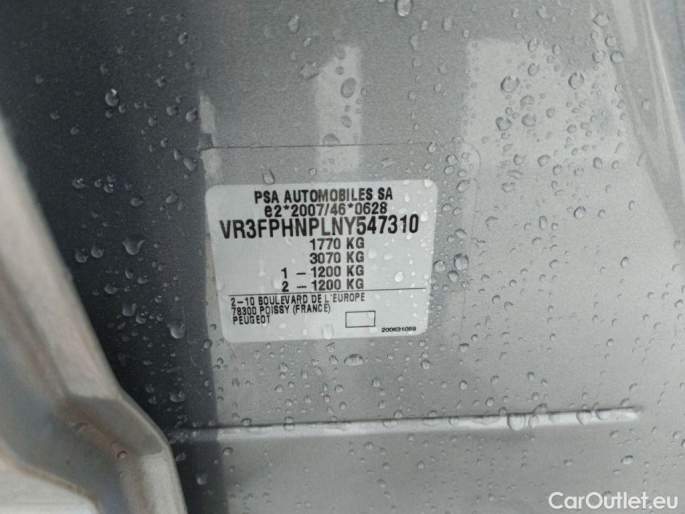 PSA AUTOMOBILES SA
e2*2007/46*0628
VR3FPHNPLNY547310
1770 KG
3070 KG
1 – 1200 KG
2 – 1200 KG
2-10 BOULEVARD DE L'EUROPE
78300 POISSY (FRANCE)
PEUGEOT
CarOutlet.eu